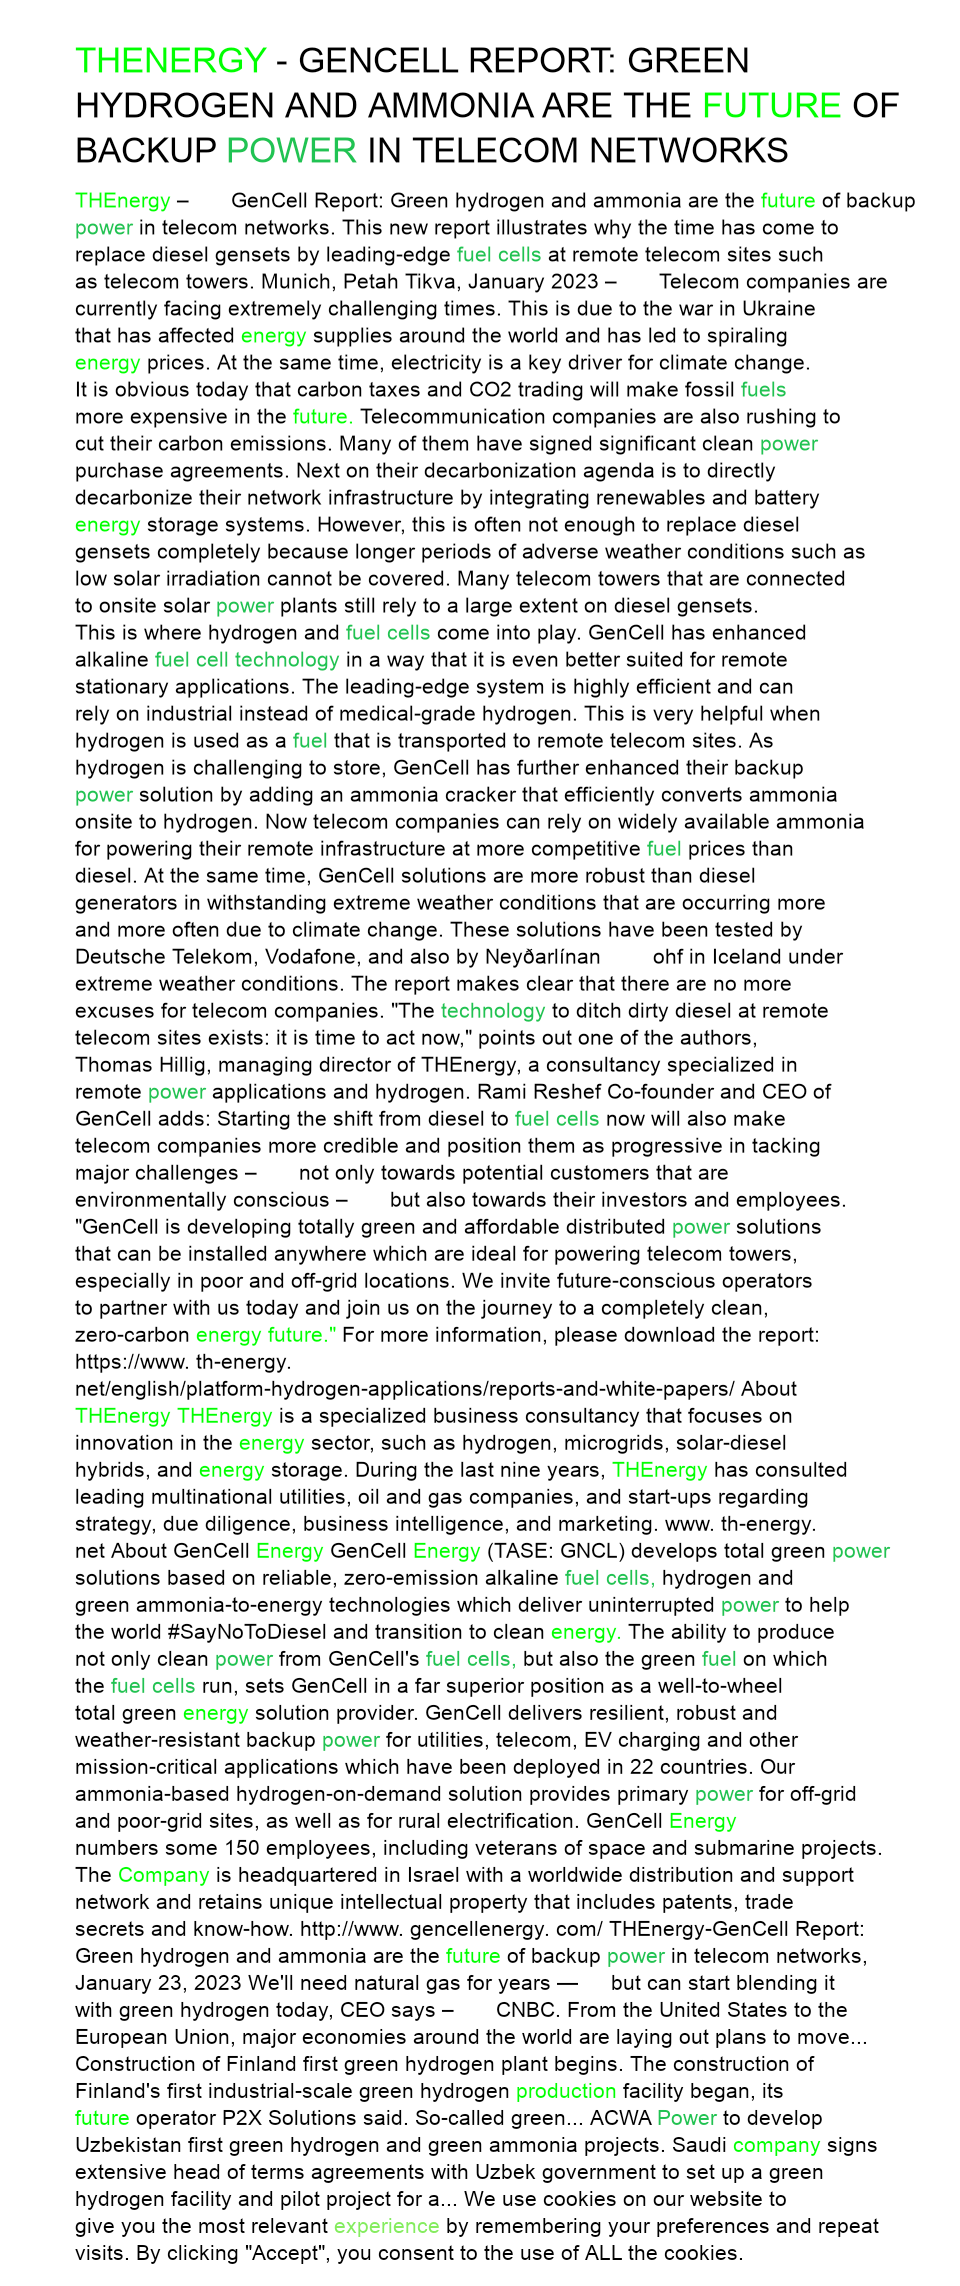 THENERGY - GENCELL REPORT: GREEN
HYDROGEN AND AMMONIA ARE THE FUTURE OF
BACKUP POWER IN TELECOM NETWORKS
THEnergy – GenCell Report: Green hydrogen and ammonia are the future of backup
power in telecom networks. This new report illustrates why the time has come to
replace diesel gensets by leading-edge fuel cells at remote telecom sites such
as telecom towers. Munich, Petah Tikva, January 2023 – Telecom companies are
currently facing extremely challenging times. This is due to the war in Ukraine
that has affected energy supplies around the world and has led to spiraling
energy prices. At the same time, electricity is a key driver for climate change.
It is obvious today that carbon taxes and CO2 trading will make fossil fuels
more expensive in the future. Telecommunication companies are also rushing to
cut their carbon emissions. Many of them have signed significant clean power
purchase agreements. Next on their decarbonization agenda is to directly
decarbonize their network infrastructure by integrating renewables and battery
energy storage systems. However, this is often not enough to replace diesel
gensets completely because longer periods of adverse weather conditions such as
low solar irradiation cannot be covered. Many telecom towers that are connected
to onsite solar power plants still rely to a large extent on diesel gensets.
This is where hydrogen and fuel cells come into play. GenCell has enhanced
alkaline fuel cell technology in a way that it is even better suited for remote
stationary applications. The leading-edge system is highly efficient and can
rely on industrial instead of medical-grade hydrogen. This is very helpful when
hydrogen is used as a fuel that is transported to remote telecom sites. As
hydrogen is challenging to store, GenCell has further enhanced their backup
power solution by adding an ammonia cracker that efficiently converts ammonia
onsite to hydrogen. Now telecom companies can rely on widely available ammonia
for powering their remote infrastructure at more competitive fuel prices than
diesel. At the same time, GenCell solutions are more robust than diesel
generators in withstanding extreme weather conditions that are occurring more
and more often due to climate change. These solutions have been tested by
Deutsche Telekom, Vodafone, and also by Neyðarlínan ohf in Iceland under
extreme weather conditions. The report makes clear that there are no more
excuses for telecom companies. "The technology to ditch dirty diesel at remote
telecom sites exists: it is time to act now," points out one of the authors,
Thomas Hillig, managing director of THEnergy, a consultancy specialized in
remote power applications and hydrogen. Rami Reshef Co-founder and CEO of
GenCell adds: Starting the shift from diesel to fuel cells now will also make
telecom companies more credible and position them as progressive in tacking
major challenges – not only towards potential customers that are
environmentally conscious – but also towards their investors and employees.
"GenCell is developing totally green and affordable distributed power solutions
that can be installed anywhere which are ideal for powering telecom towers,
especially in poor and off-grid locations. We invite future-conscious operators
to partner with us today and join us on the journey to a completely clean,
zero-carbon energy future." For more information, please download the report:
https://www. th-energy.
net/english/platform-hydrogen-applications/reports-and-white-papers/ About
THEnergy THEnergy is a specialized business consultancy that focuses on
innovation in the energy sector, such as hydrogen, microgrids, solar-diesel
hybrids, and energy storage. During the last nine years, THEnergy has consulted
leading multinational utilities, oil and gas companies, and start-ups regarding
strategy, due diligence, business intelligence, and marketing. www. th-energy.
net About GenCell Energy GenCell Energy (TASE: GNCL) develops total green power
solutions based on reliable, zero-emission alkaline fuel cells, hydrogen and
green ammonia-to-energy technologies which deliver uninterrupted power to help
the world #SayNoToDiesel and transition to clean energy. The ability to produce
not only clean power from GenCell's fuel cells, but also the green fuel on which
the fuel cells run, sets GenCell in a far superior position as a well-to-wheel
total green energy solution provider. GenCell delivers resilient, robust and
weather-resistant backup power for utilities, telecom, EV charging and other
mission-critical applications which have been deployed in 22 countries. Our
ammonia-based hydrogen-on-demand solution provides primary power for off-grid
and poor-grid sites, as well as for rural electrification. GenCell Energy
numbers some 150 employees, including veterans of space and submarine projects.
The Company is headquartered in Israel with a worldwide distribution and support
network and retains unique intellectual property that includes patents, trade
secrets and know-how. http://www. gencellenergy. com/ THEnergy-GenCell Report:
Green hydrogen and ammonia are the future of backup power in telecom networks,
January 23, 2023 We'll need natural gas for years — but can start blending it
with green hydrogen today, CEO says – CNBC. From the United States to the
European Union, major economies around the world are laying out plans to move...
Construction of Finland first green hydrogen plant begins. The construction of
Finland's first industrial-scale green hydrogen production facility began, its
future operator P2X Solutions said. So-called green... ACWA Power to develop
Uzbekistan first green hydrogen and green ammonia projects. Saudi company signs
extensive head of terms agreements with Uzbek government to set up a green
hydrogen facility and pilot project for a... We use cookies on our website to
give you the most relevant experience by remembering your preferences and repeat
visits. By clicking "Accept", you consent to the use of ALL the cookies.